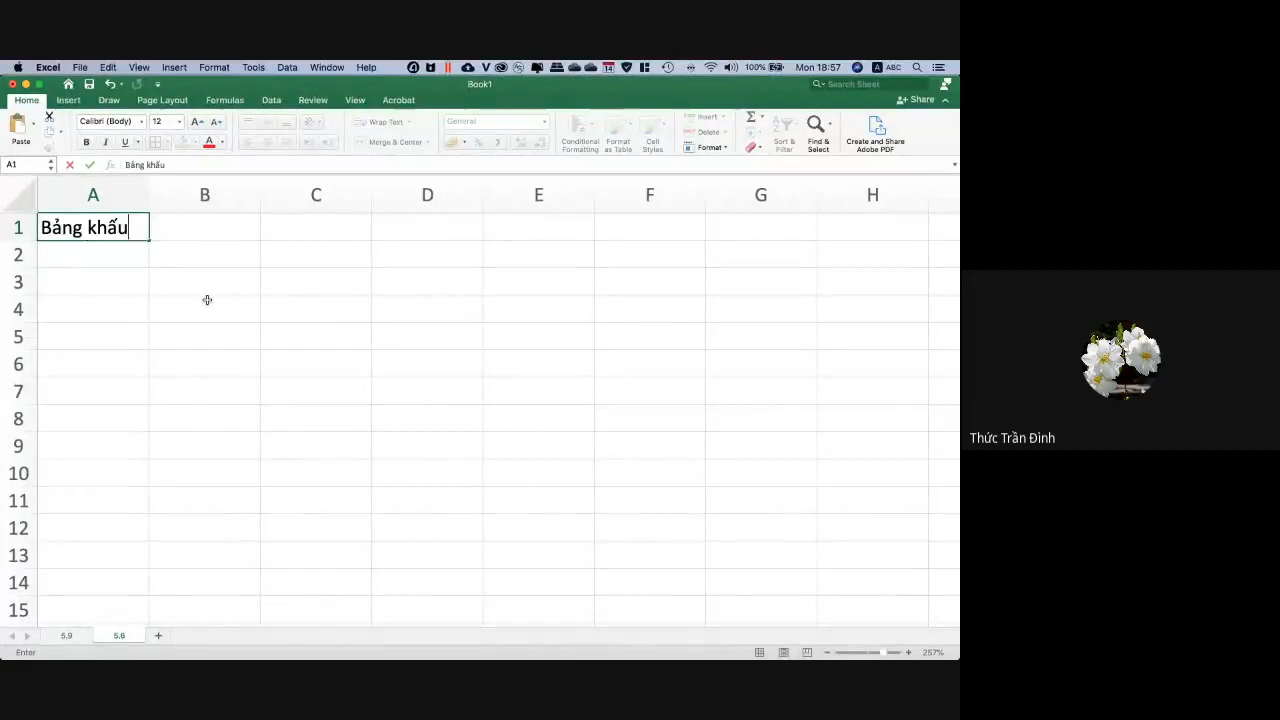 Excel File Edit View Insert Format Tools Data Window Help 100% Mon 18:57 ABC
Book1
Search Sheet
Home Insert Draw Page Layout Formulas Data Review View Acrobat
Share
Paste
Calibri (Body) 12 A A
B I U A
Wrap Text
Merge & Center
General
Conditional Formatting
Format as Table
Cell Styles
Insert
Delete
Format
Sort & Filter
Find & Select
Create and Share Adobe PDF
A1 fx Bảng khấu
A B C D E F G H
1 Bảng khấu
2
3
4
5
6
7
8
9
10
11
12
13
14
15
5.9 5.6 +
Enter
257%
Thức Trần Đình